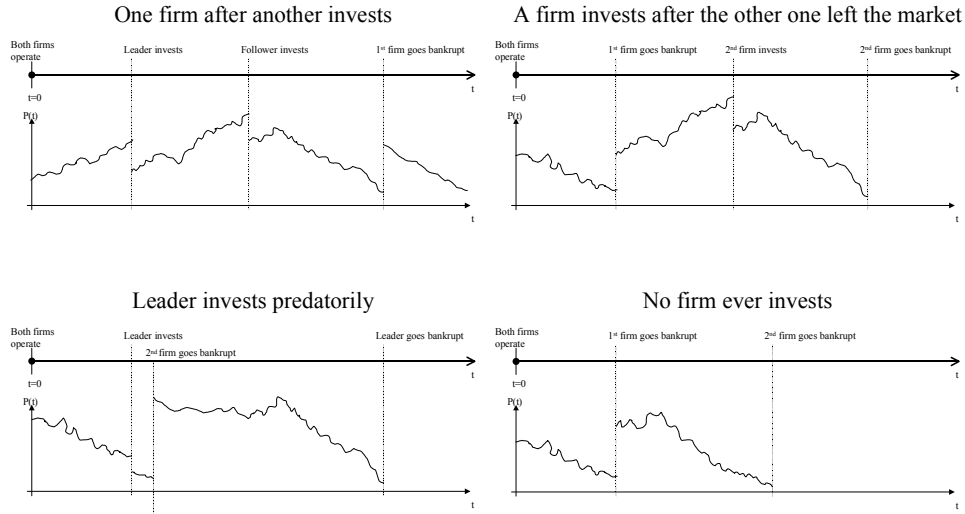 One firm after another invests
Both firms
operate
Leader invests
Follower invests
1st firm goes bankrupt
t
t=0
P(t)
t
A firm invests after the other one left the market
Both firms
operate
1st firm goes bankrupt
2nd firm invests
2nd firm goes bankrupt
t
t=0
P(t)
t
Leader invests predatorily
Both firms
operate
Leader invests
2nd firm goes bankrupt
Leader goes bankrupt
t
t=0
P(t)
t
No firm ever invests
Both firms
operate
1st firm goes bankrupt
2nd firm goes bankrupt
t
t=0
P(t)
t